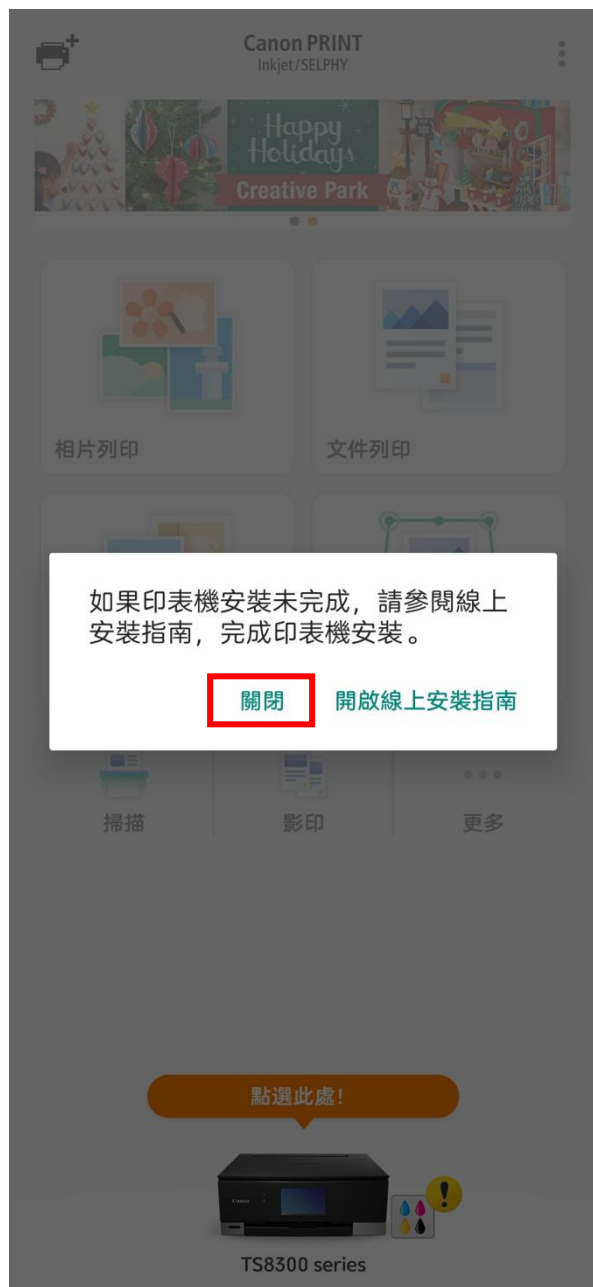 Canon PRINT
Inkjet/SELPHY
Happy
Holidays
Creative Park
相片列印
文件列印
如果印表機安裝未完成，請參閱線上
安裝指南，完成印表機安裝。
關閉
開啟線上安裝指南
掃描
影印
更多
點選此處!
Canon
TS8300 series